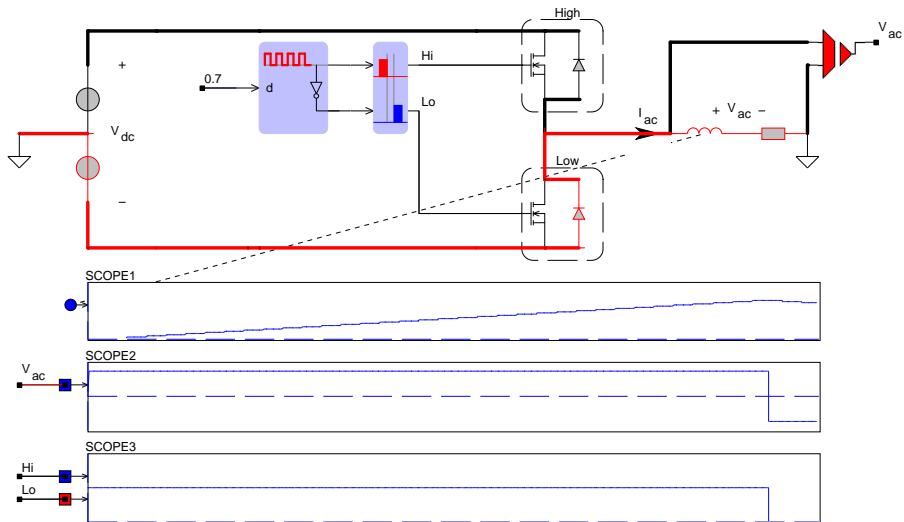 High
V ac
+
0.7
d
Hi
Lo
V dc
I ac
+ V ac −
Low
−
SCOPE1
SCOPE2
V ac
SCOPE3
Hi
Lo